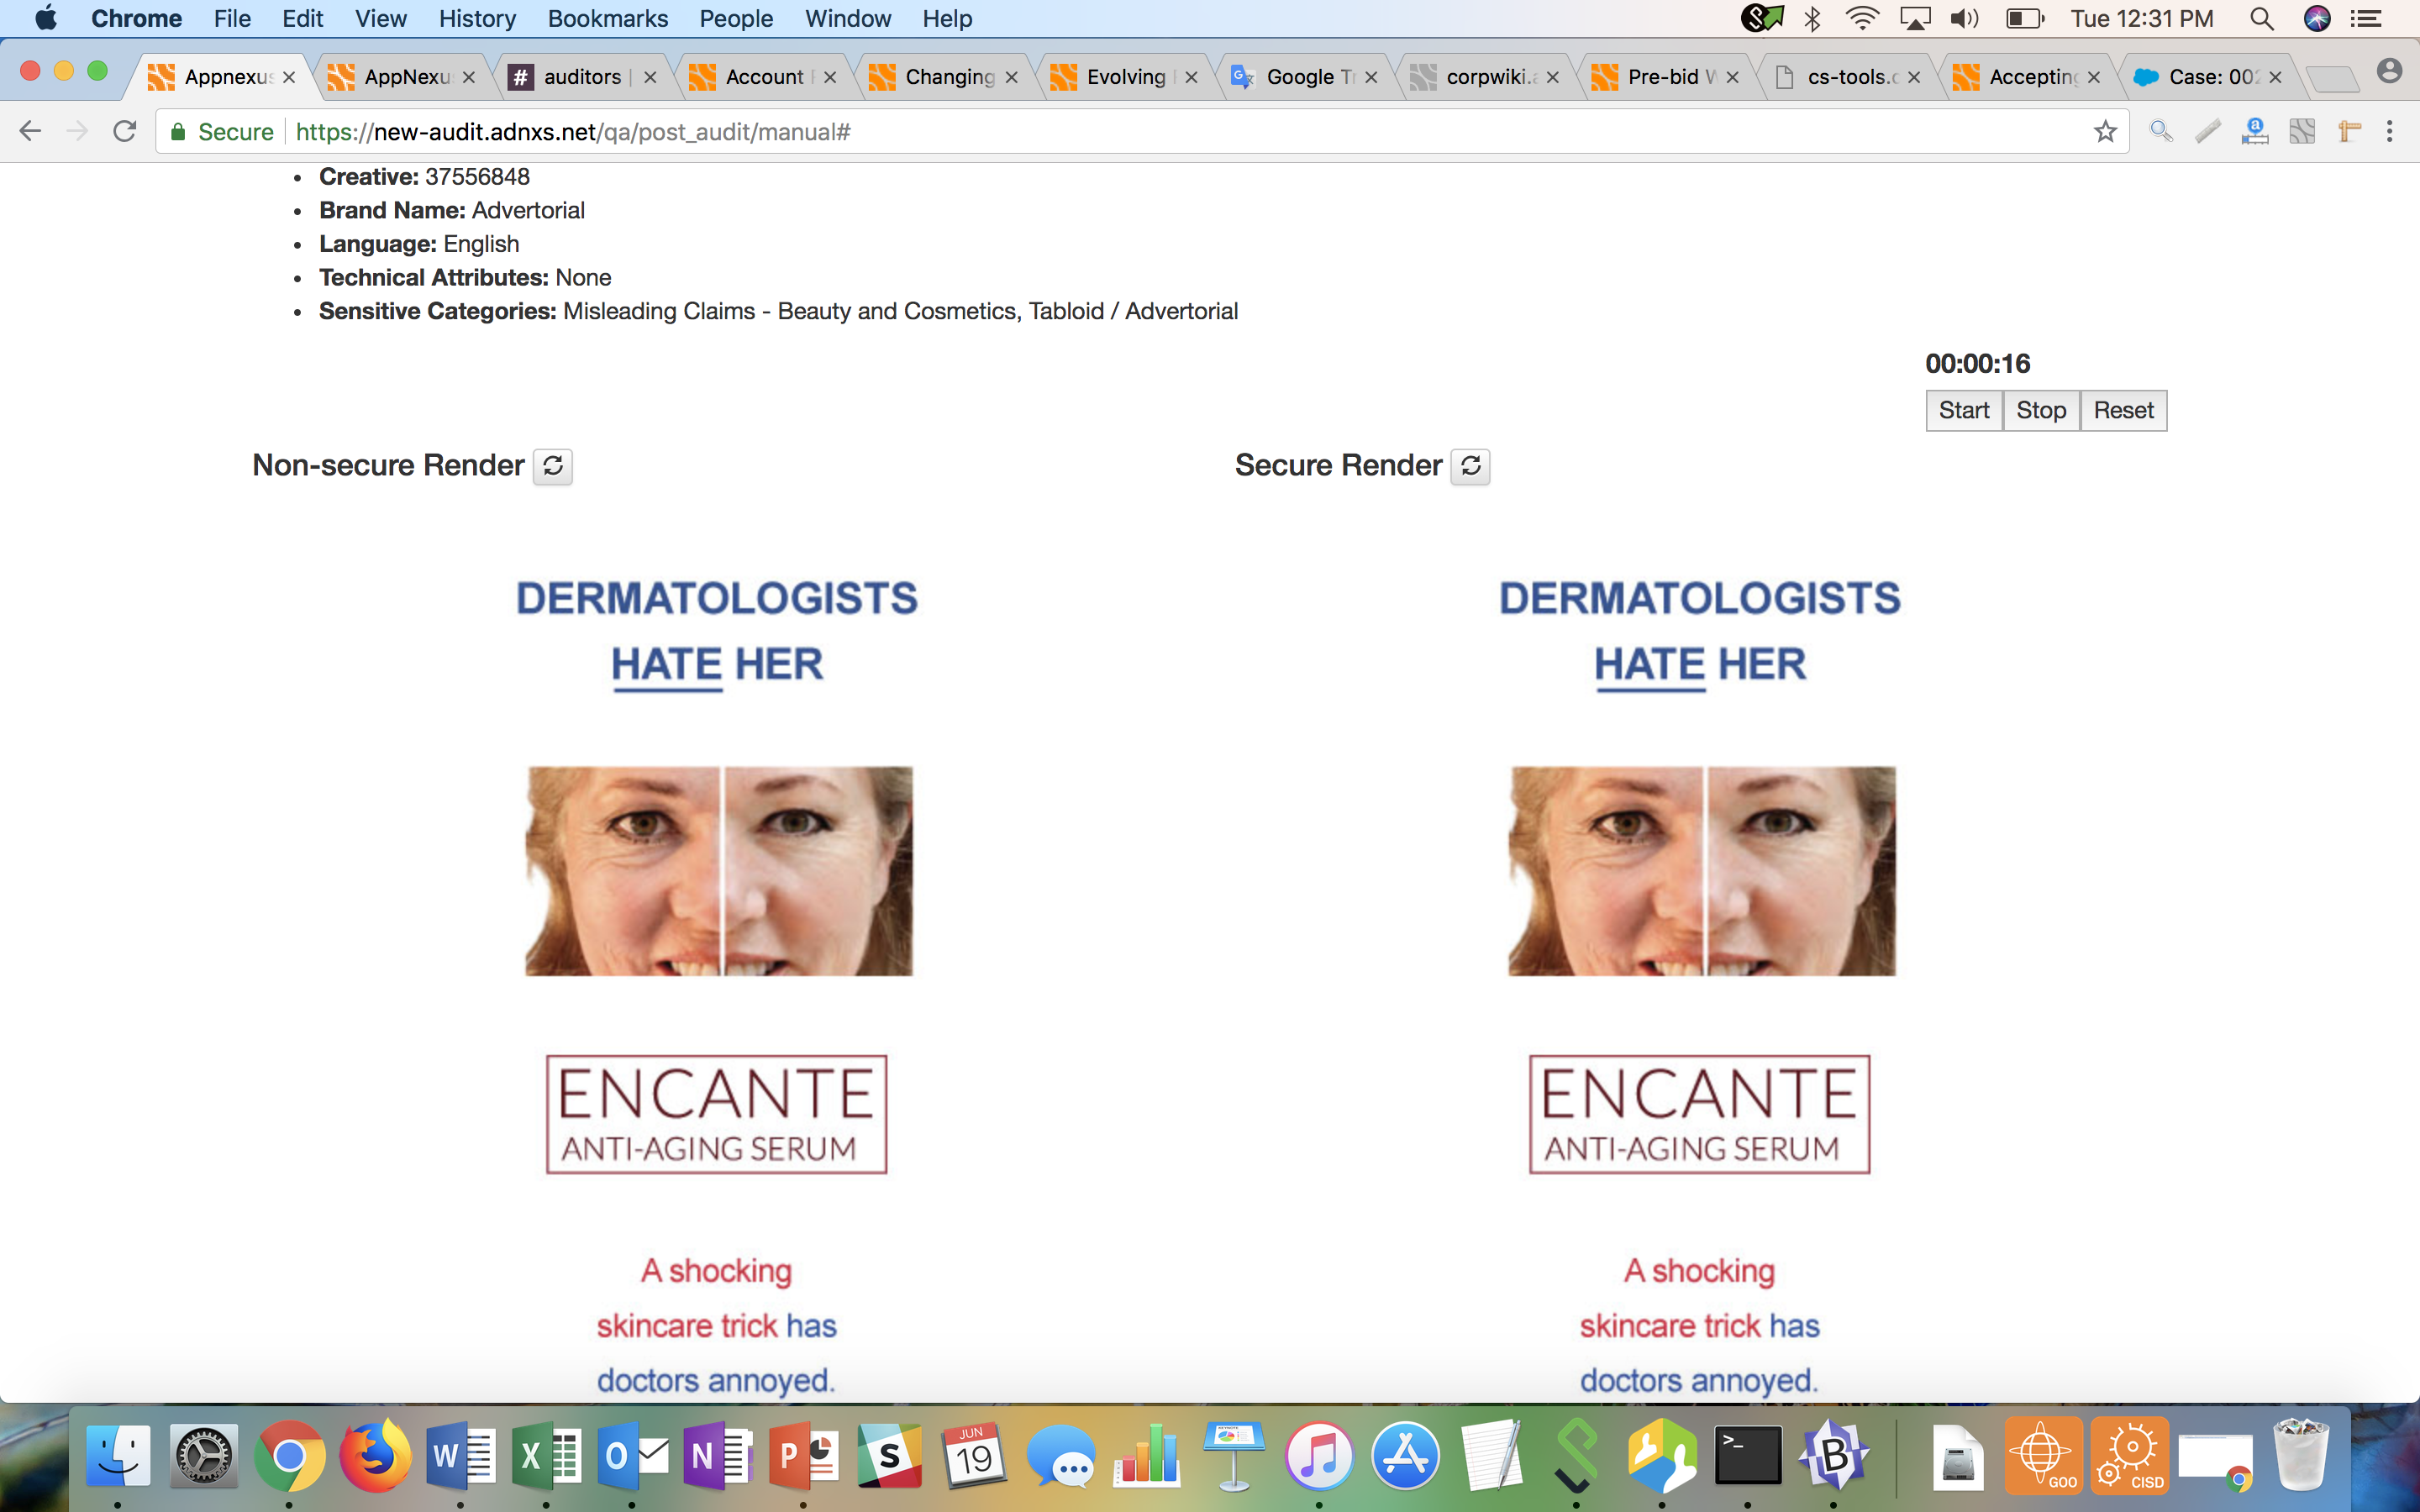 Chrome File Edit View History Bookmarks People Window Help Tue 12:31 PM
Appnexus AppNexu auditors | Account Changing Evolving Google Tr corpwiki.a Pre-bid cs-tools.c Accepting Case: 002
Secure https://new-audit.adnxs.net/qa/post_audit/manual#
Creative: 37556848
Brand Name: Advertorial
Language: English
Technical Attributes: None
Sensitive Categories: Misleading Claims - Beauty and Cosmetics, Tabloid / Advertorial
00:00:16
Start Stop Reset
Non-secure Render Secure Render
DERMATOLOGISTS
HATE HER
ENCANTE
ANTI-AGING SERUM
A shocking
skincare trick has
doctors annoyed.
DERMATOLOGISTS
HATE HER
ENCANTE
ANTI-AGING SERUM
A shocking
skincare trick has
doctors annoyed.
W X O N P S JUN 19 >_ B GOO CISD